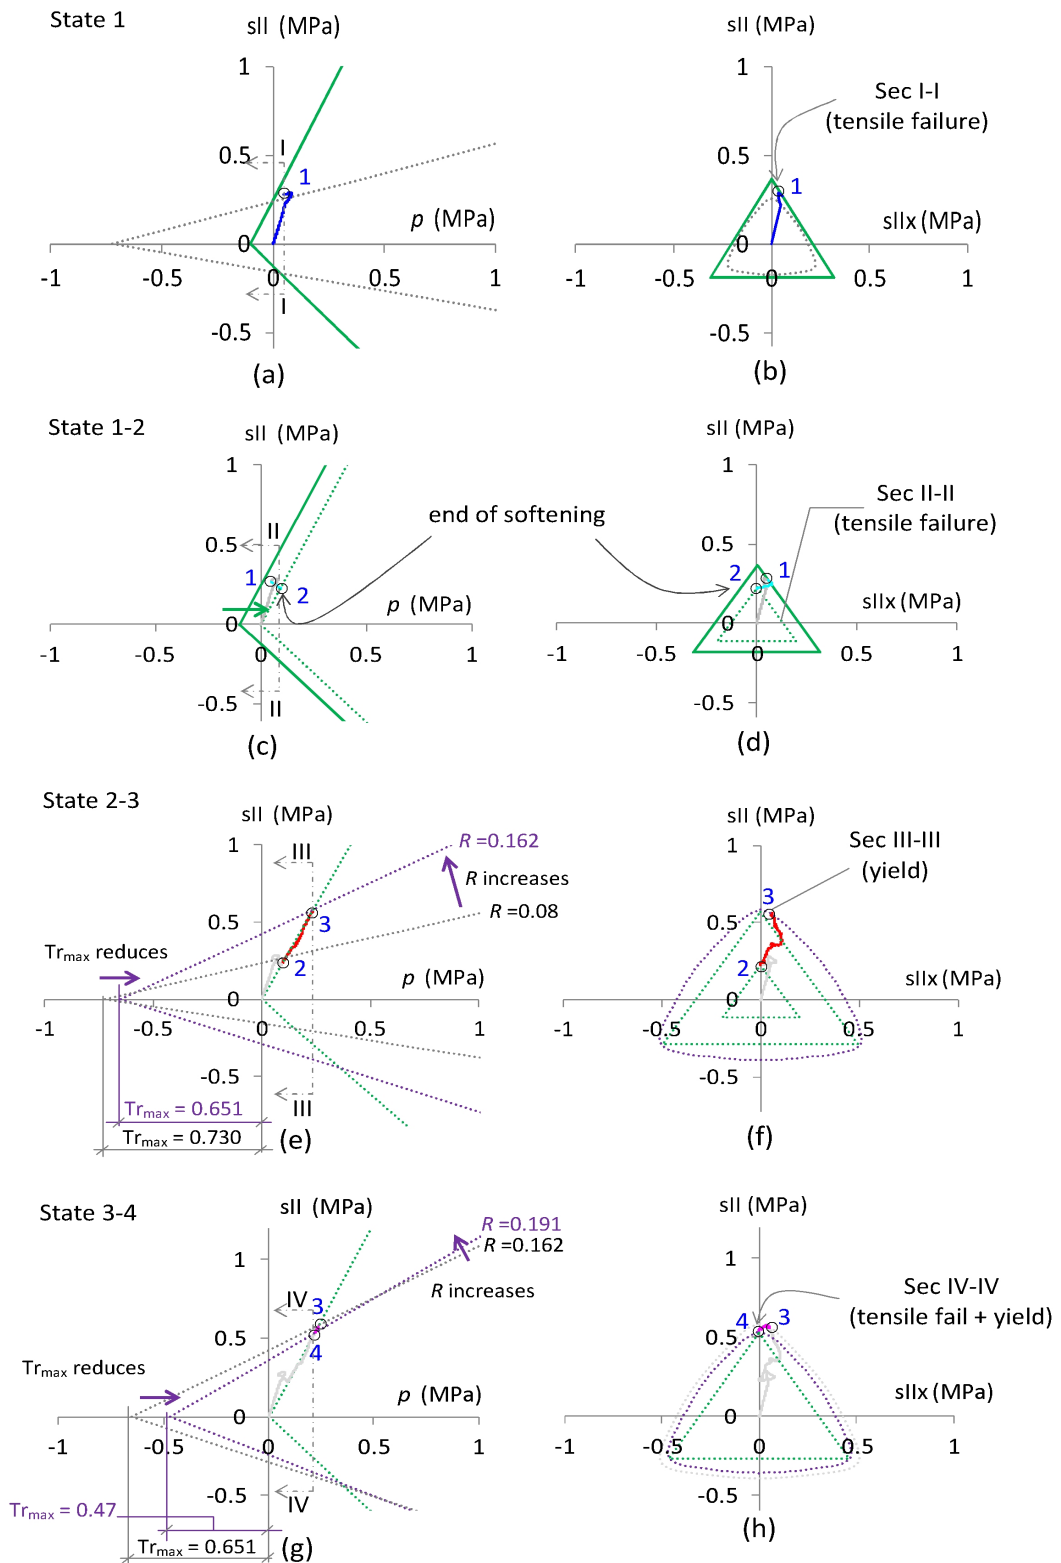 State 1
sII (MPa)
1
0.5
I
1
p (MPa)
0
-1
-0.5
0
0.5
1
I
-0.5
(a)
sII (MPa)
1
Sec I-I
(tensile failure)
0.5
1
sIIx (MPa)
0
-1
-0.5
0
0.5
1
-0.5
(b)
State 1-2
sII (MPa)
1
II
0.5
1
2
p (MPa)
0
-1
-0.5
0
0.5
1
II
-0.5
(c)
end of softening
sII (MPa)
1
Sec II-II
(tensile failure)
0.5
2
1
sIIx (MPa)
0
-1
-0.5
0
0.5
1
-0.5
(d)
State 2-3
sII (MPa)
1
III
R =0.162
R increases
0.5
R =0.08
3
Trmax reduces
2
p (MPa)
0
-1
-0.5
0
0.5
1
-0.5
III
Trmax = 0.651
Trmax = 0.730
(e)
sII (MPa)
1
Sec III-III
(yield)
3
0.5
2
sIIx (MPa)
0
-1
-0.5
0
0.5
1
-0.5
(f)
State 3-4
sII (MPa)
R =0.191
R =0.162
1
R increases
IV
3
0.5
4
Trmax reduces
p (MPa)
0
-1
-0.5
0
0.5
1
-0.5
IV
Trmax = 0.47
Trmax = 0.651
(g)
sII (MPa)
1
Sec IV-IV
(tensile fail + yield)
4
3
0.5
sIIx (MPa)
0
-1
-0.5
0
0.5
1
-0.5
(h)